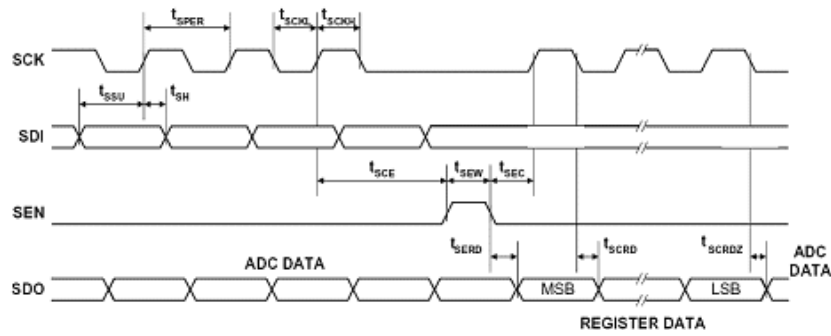 tSPER tSCKL tSCKH
SCK
tSSU tSH
SDI
tSCE tSEW tSEC
SEN
tSERD tSCRD tSCRDZ
ADC DATA
ADC DATA
SDO MSB LSB
REGISTER DATA